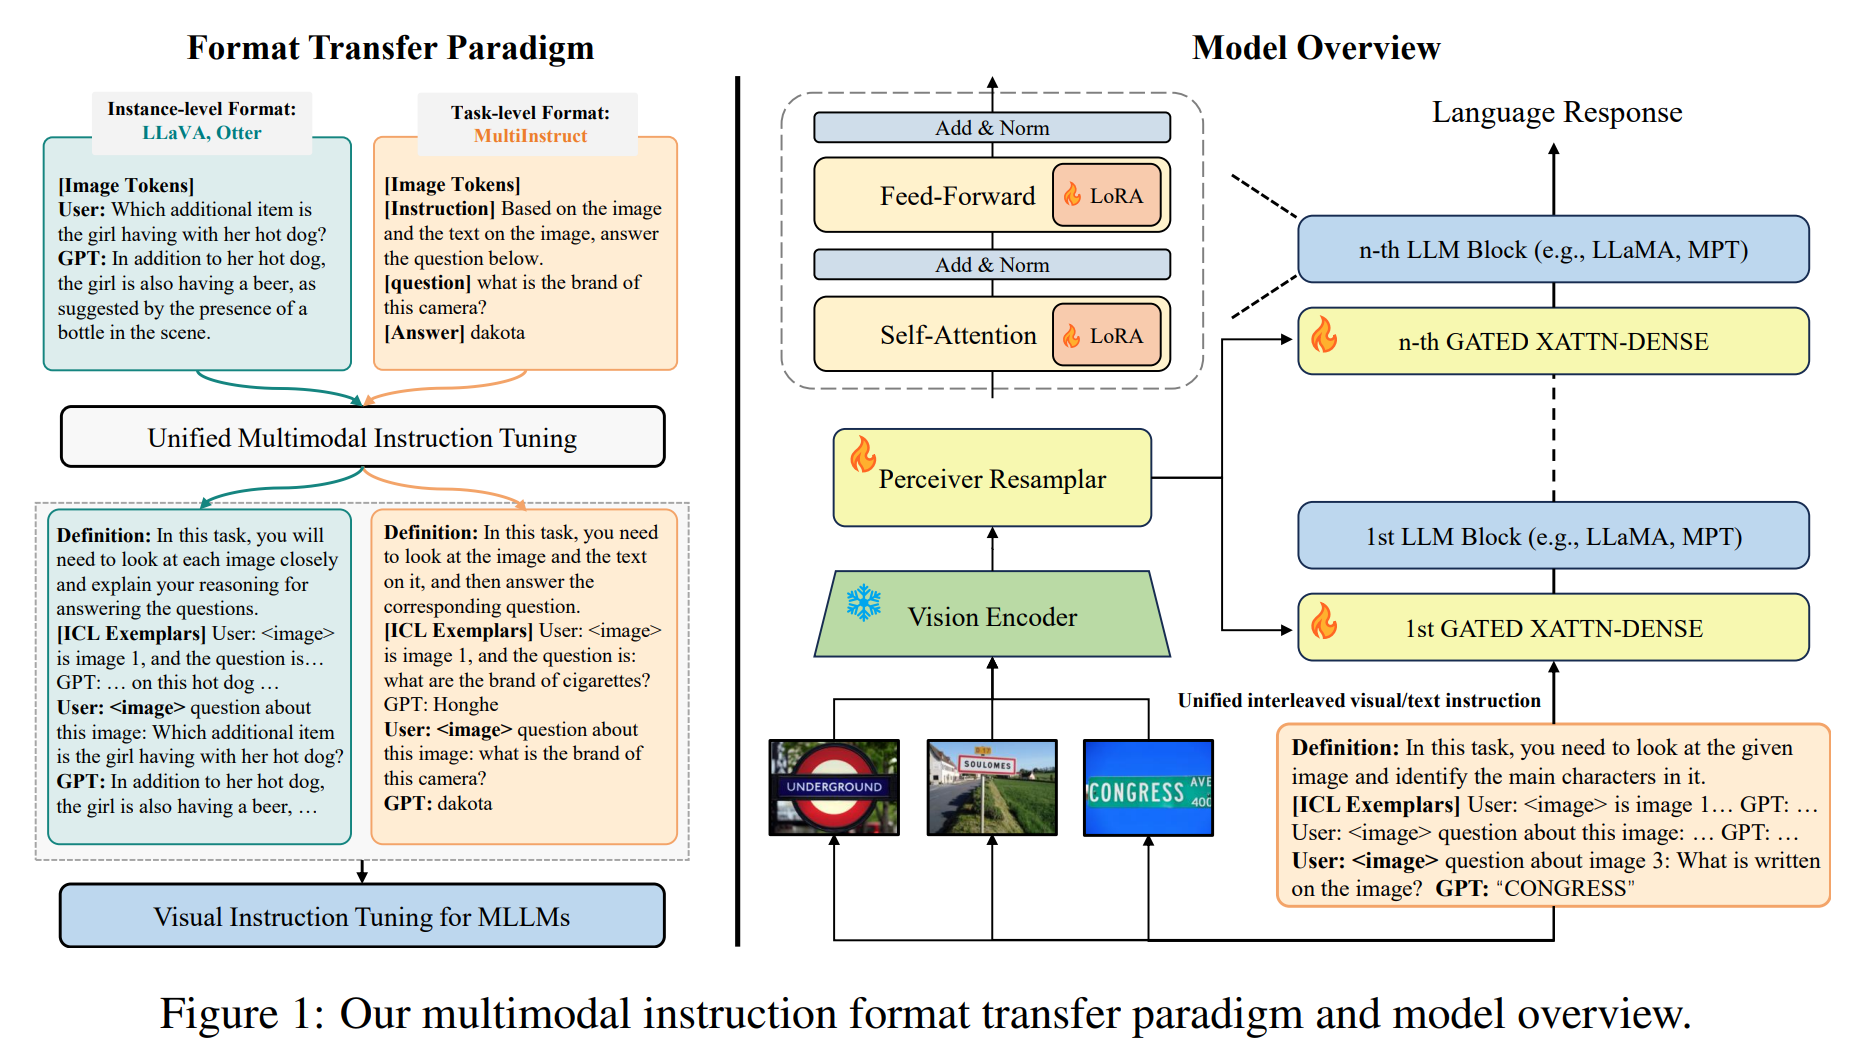 Format Transfer Paradigm
Instance-level Format:
LLaVA, Otter
[Image Tokens]
User: Which additional item is
the girl having with her hot dog?
GPT: In addition to her hot dog,
the girl is also having a beer, as
suggested by the presence of a
bottle in the scene.
Task-level Format:
MultiInstruct
[Image Tokens]
[Instruction] Based on the image
and the text on the image, answer
the question below.
[question] what is the brand of
this camera?
[Answer] dakota
Unified Multimodal Instruction Tuning
Definition: In this task, you will
need to look at each image closely
and explain your reasoning for
answering the questions.
[ICL Exemplars] User: <image>
is image 1, and the question is…
GPT: … on this hot dog …
User: <image> question about
this image: Which additional item
is the girl having with her hot dog?
GPT: In addition to her hot dog,
the girl is also having a beer, …
Definition: In this task, you need
to look at the image and the text
on it, and then answer the
corresponding question.
[ICL Exemplars] User: <image>
is image 1, and the question is:
what are the brand of cigarettes?
GPT: Honghe
User: <image> question about
this image: what is the brand of
this camera?
GPT: dakota
Visual Instruction Tuning for MLLMs
Model Overview
Add & Norm
Feed-Forward
LoRA
Add & Norm
Self-Attention
LoRA
Perceiver Resamplar
Vision Encoder
UNDERGROUND
SOULOMES
CONGRESS AVE
400
Language Response
n-th LLM Block (e.g., LLaMA, MPT)
n-th GATED XATTN-DENSE
1st LLM Block (e.g., LLaMA, MPT)
1st GATED XATTN-DENSE
Unified interleaved visual/text instruction
Definition: In this task, you need to look at the given
image and identify the main characters in it.
[ICL Exemplars] User: <image> is image 1… GPT: …
User: <image> question about this image: … GPT: …
User: <image> question about image 3: What is written
on the image? GPT: “CONGRESS”
Figure 1: Our multimodal instruction format transfer paradigm and model overview.